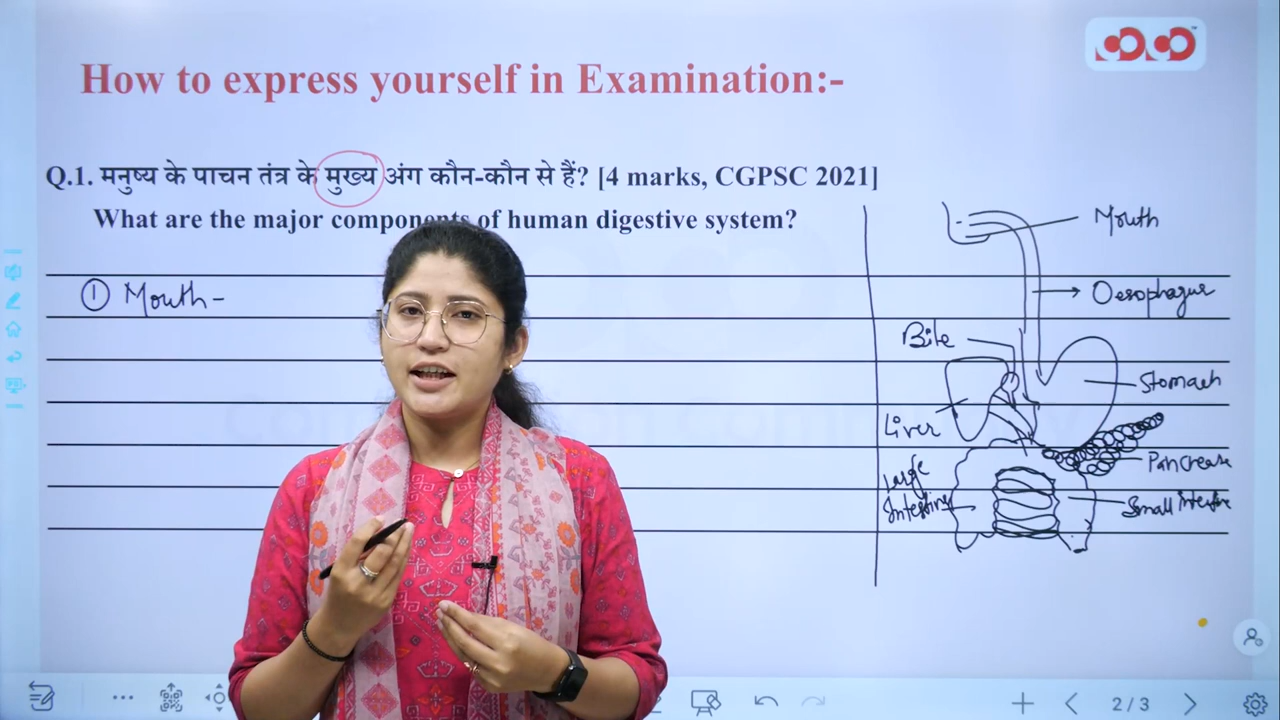 How to express yourself in Examination:-
Q.1. मनुष्य के पाचन तंत्र के मुख्य अंग कौन-कौन से हैं? [4 marks, CGPSC 2021]
What are the major components of human digestive system?
① Mouth -
Mouth
Oesophagus
Bile
Stomach
Liver
Pancreas
Large
Intestine
Small intestine
2/3